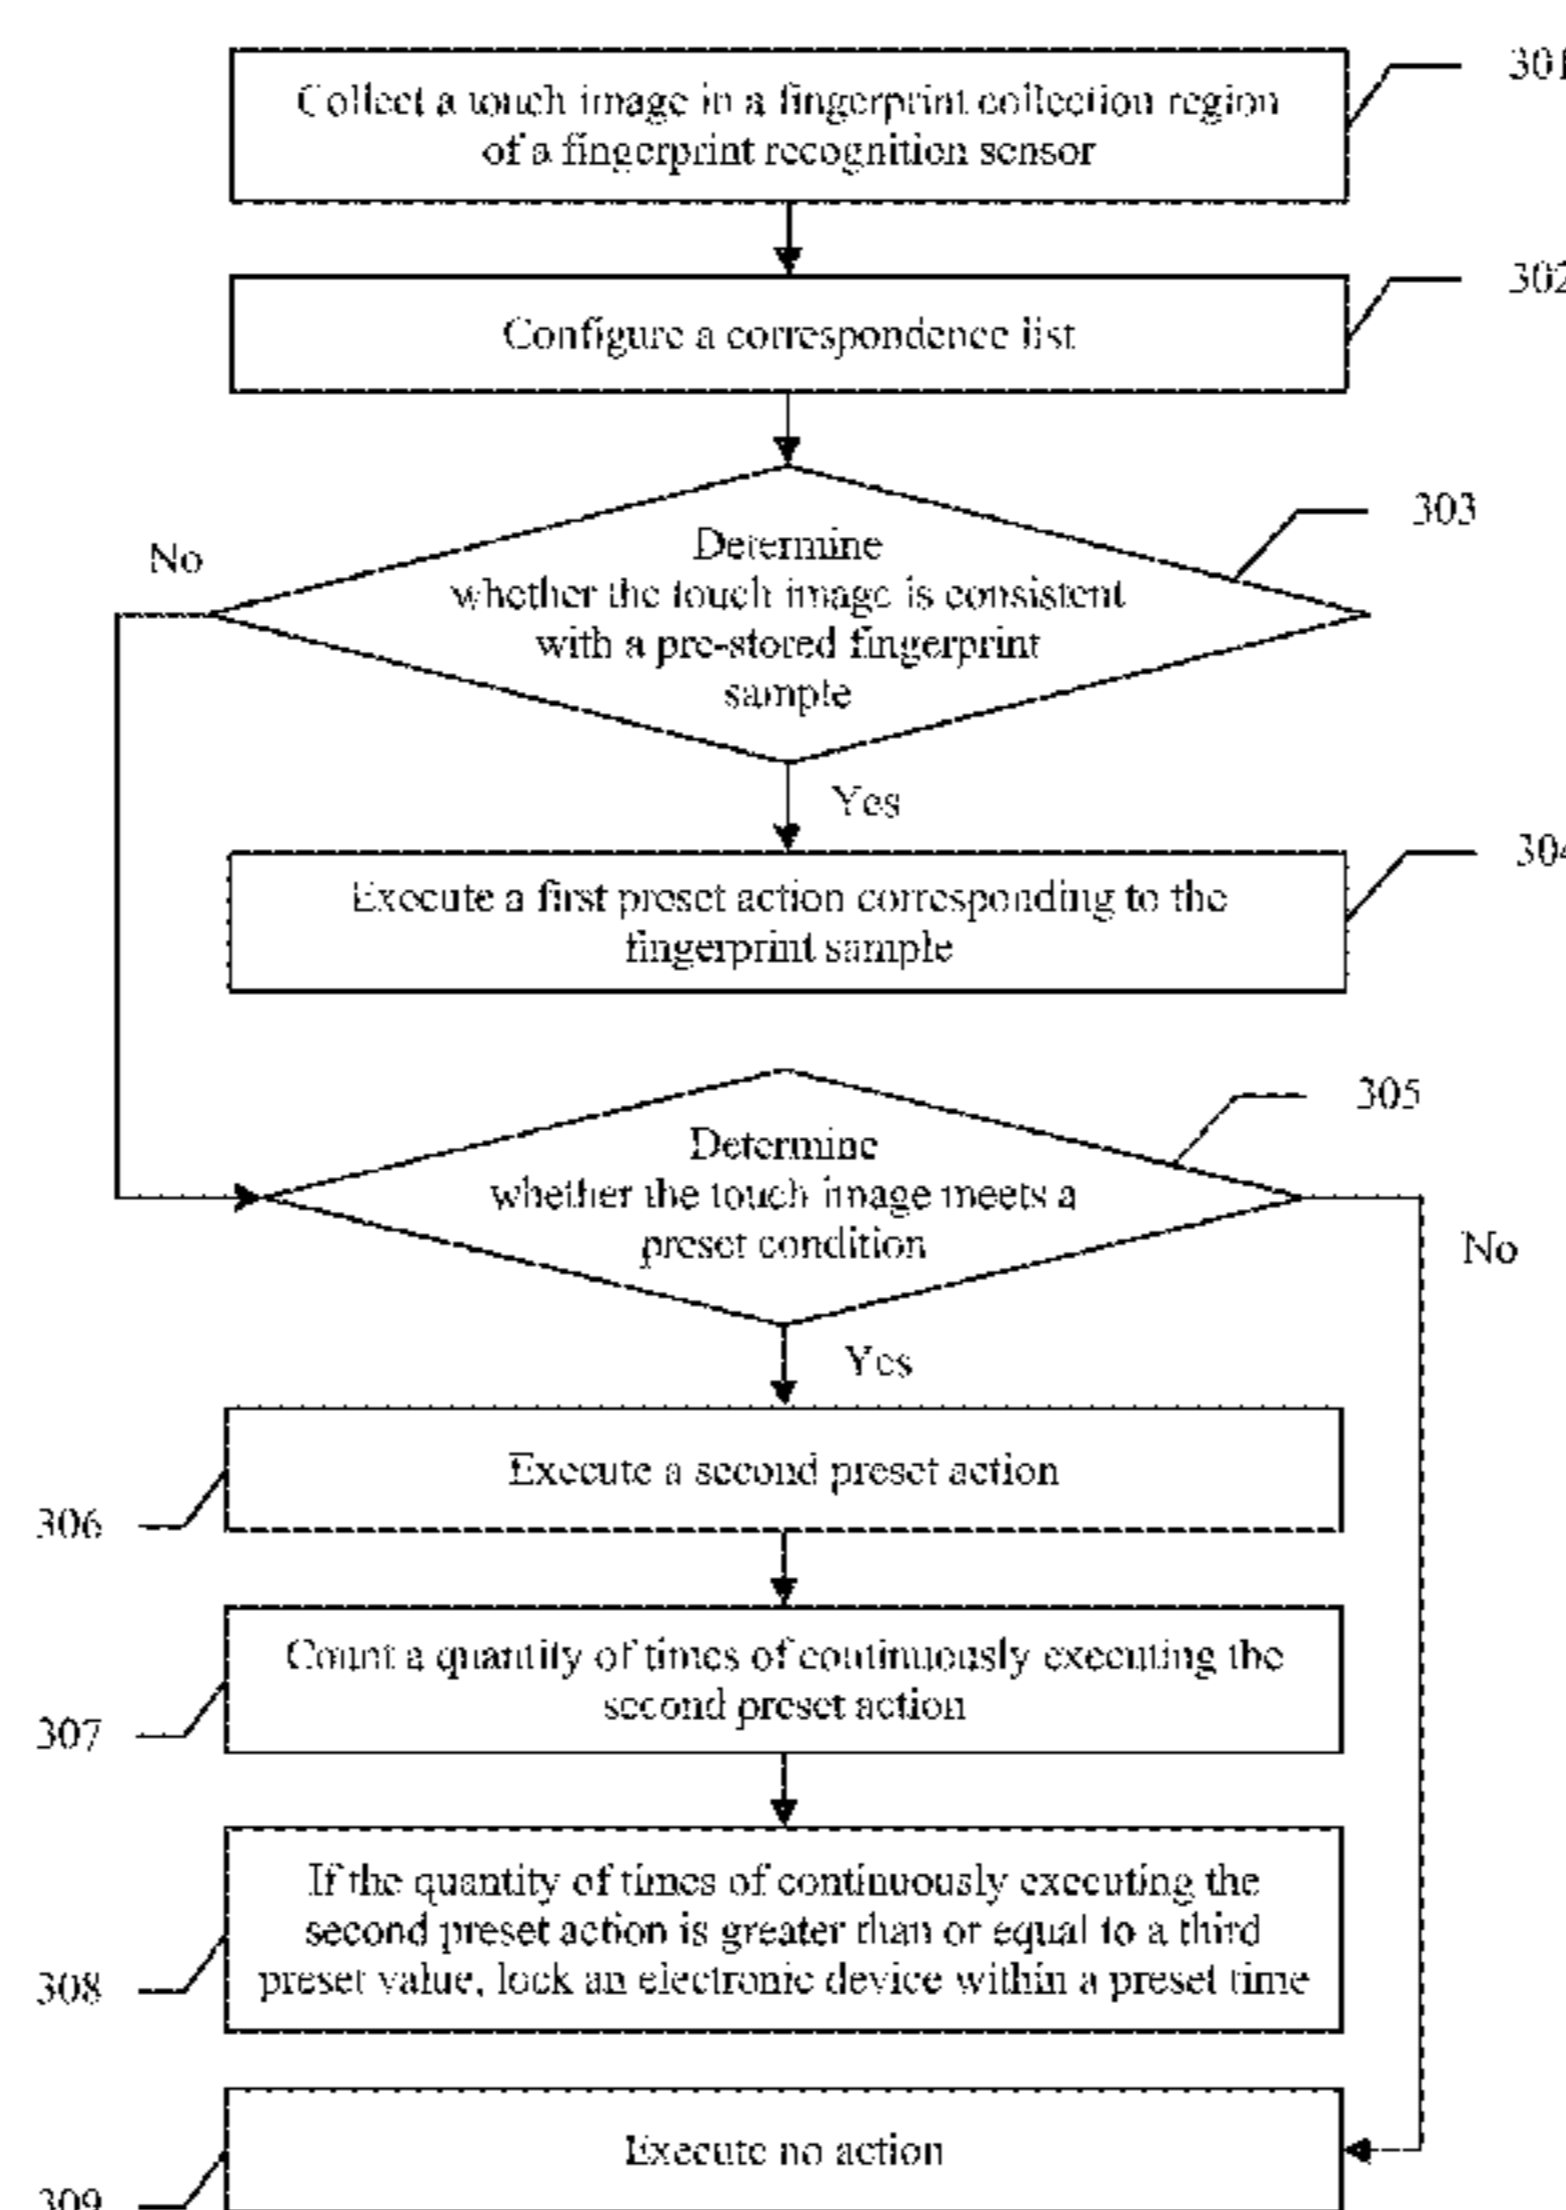 301
Collect a touch image in a fingerprint collection region
of a fingerprint recognition sensor
302
Configure a correspondence list
303
No
Determine
whether the touch image is consistent
with a pre-stored fingerprint
sample
Yes
304
Execute a first preset action corresponding to the
fingerprint sample
305
Determine
whether the touch image meets a
preset condition
No
Yes
Execute a second preset action
306
Count a quantity of times of continuously executing the
second preset action
307
If the quantity of times of continuously executing the
second preset action is greater than or equal to a third
preset value, lock an electronic device within a preset time
308
Execute no action
309